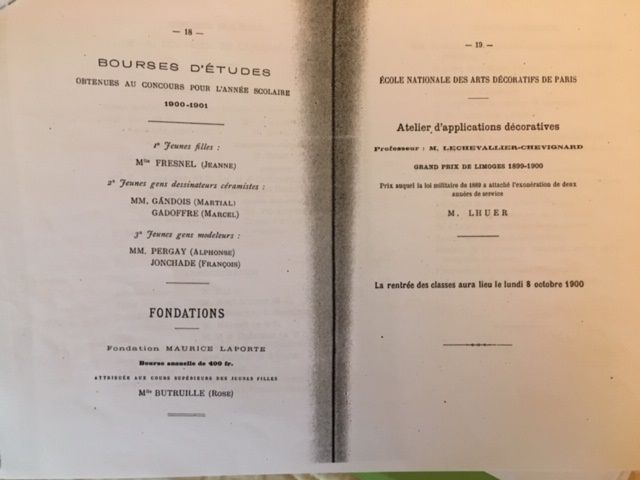 — 18 —
BOURSES D'ÉTUDES
OBTENUES AU CONCOURS POUR L'ANNÉE SCOLAIRE
1900-1901
1° Jeunes filles :
Mlle FRESNEL (JEANNE)
2° Jeunes gens dessinateurs céramistes :
MM. GANDOIS (MARTIAL)
GADOFFRE (MARCEL)
3° Jeunes gens modeleurs :
MM. PERGAY (ALPHONSE)
JONCHADE (FRANÇOIS)
FONDATIONS
Fondation MAURICE LAPORTE
Bourse annuelle de 400 fr.
ATTRIBUÉE AUX COURS SUPÉRIEURS DES JEUNES FILLES
Mlle BUTRUILLE (ROSE)
— 19 —
ÉCOLE NATIONALE DES ARTS DÉCORATIFS DE PARIS
Atelier d'applications décoratives
Professeur : M. LECHEVALLIER-CHEVIGNARD
GRAND PRIX DE LIMOGES 1899-1900
Prix auquel la loi militaire de 1889 a attaché l'exonération de deux
années de service
M. LHUER
La rentrée des classes aura lieu le lundi 8 octobre 1900